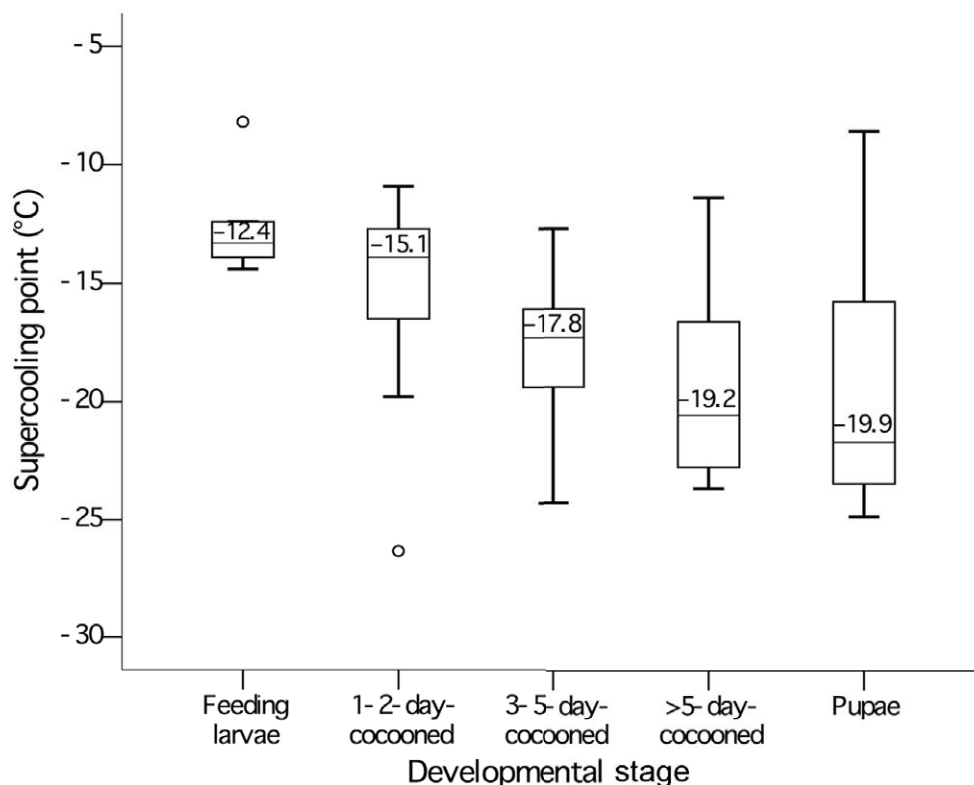 Supercooling point (°C)
-5
-10
-15
-20
-25
-30
-12.4
-15.1
-17.8
-19.2
-19.9
Feeding
larvae
1-2-day-
cocooned
3-5-day-
cocooned
>5-day-
cocooned
Pupae
Developmental stage